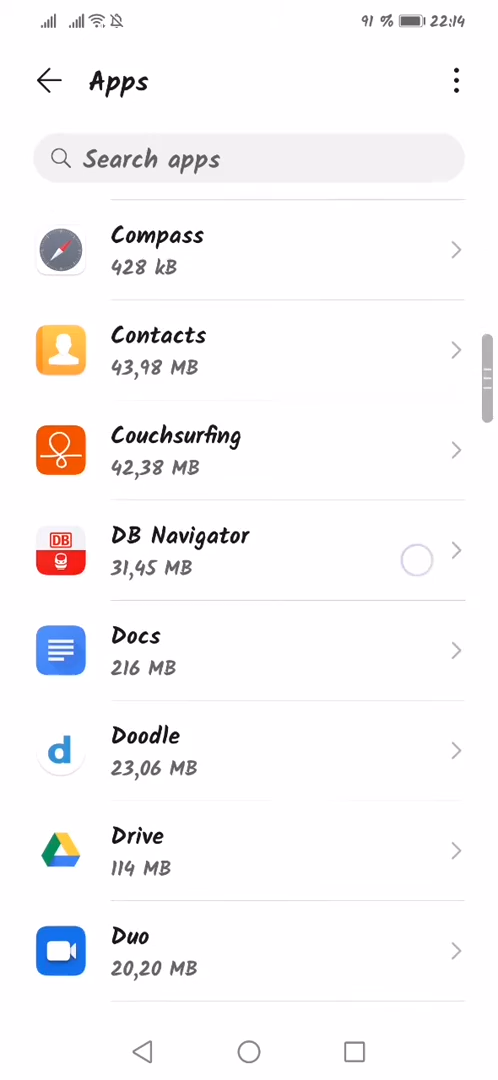 91 % 22:14
Apps
Search apps
Compass
428 kB
Contacts
43,98 MB
Couchsurfing
42,38 MB
DB
DB Navigator
31,45 MB
Docs
216 MB
d
Doodle
23,06 MB
Drive
114 MB
Duo
20,20 MB